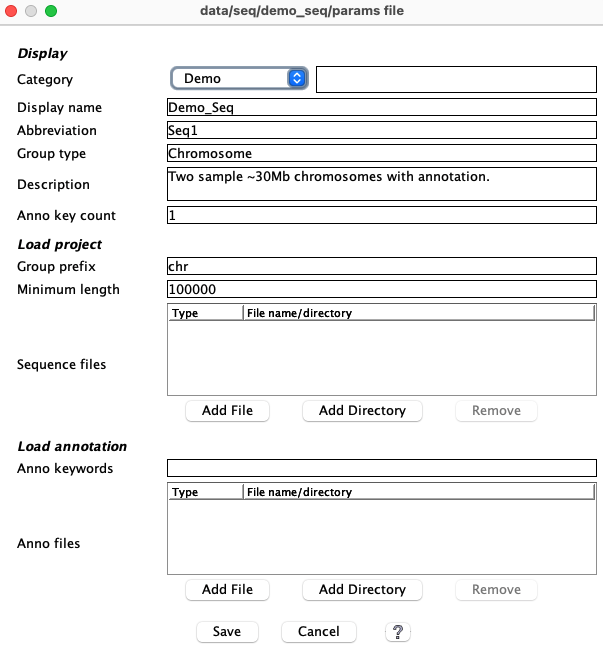 data/seq/demo_seq/params file
Display
Category Demo
Display name Demo_Seq
Abbreviation Seq1
Group type Chromosome
Description Two sample ~30Mb chromosomes with annotation.
Anno key count 1
Load project
Group prefix chr
Minimum length 100000
Type File name/directory
Sequence files
Add File Add Directory Remove
Load annotation
Anno keywords
Type File name/directory
Anno files
Add File Add Directory Remove
Save Cancel ?